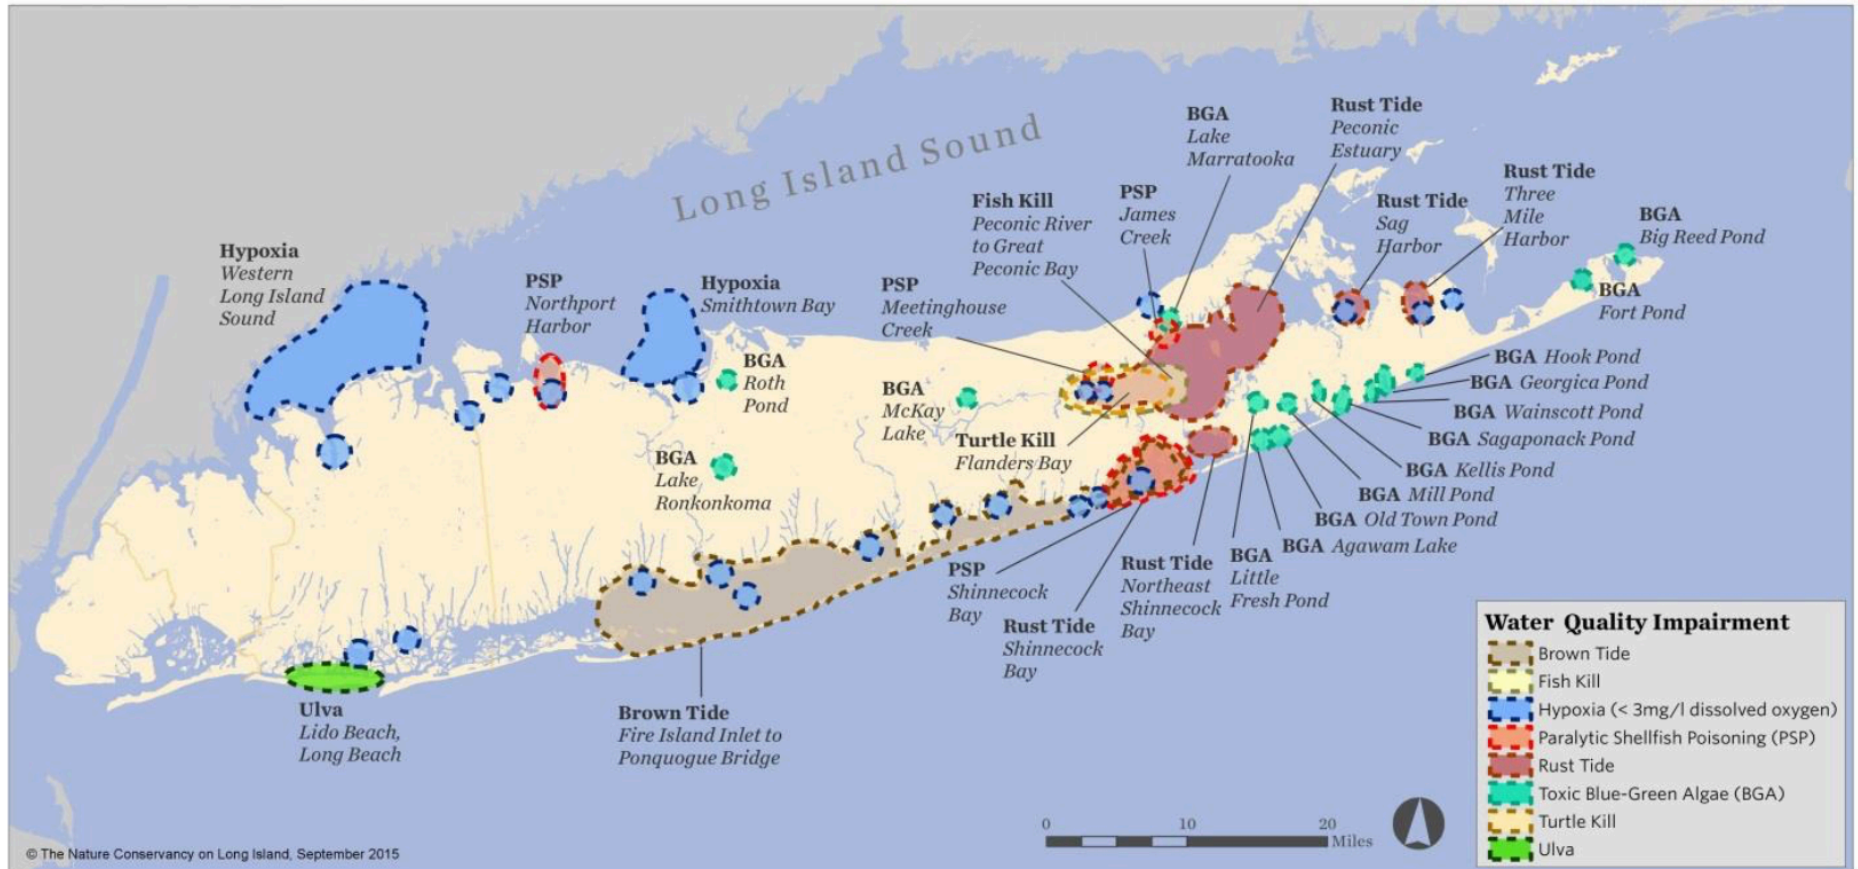 Long Island Sound
Hypoxia
Western
Long Island
Sound
PSP
Northport
Harbor
Hypoxia
Smithtown Bay
BGA
Roth
Pond
BGA
Lake
Ronkonkoma
BGA
McKay
Lake
PSP
Meetinghouse
Creek
Fish Kill
Peconic River
to Great
Peconic Bay
PSP
James
Creek
BGA
Lake
Marratooka
Rust Tide
Peconic
Estuary
Rust Tide
Sag
Harbor
Rust Tide
Three
Mile
Harbor
BGA
Big Reed Pond
BGA
Fort Pond
Turtle Kill
Flanders Bay
BGA Hook Pond
BGA Georgica Pond
BGA Wainscott Pond
BGA Sagaponack Pond
BGA Kellis Pond
BGA Mill Pond
BGA Old Town Pond
BGA Agawam Lake
BGA
Little
Fresh Pond
Rust Tide
Northeast
Shinnecock
Bay
PSP
Shinnecock
Bay
Rust Tide
Shinnecock
Bay
Ulva
Lido Beach,
Long Beach
Brown Tide
Fire Island Inlet to
Ponquogue Bridge
Water Quality Impairment
Brown Tide
Fish Kill
Hypoxia (< 3mg/l dissolved oxygen)
Paralytic Shellfish Poisoning (PSP)
Rust Tide
Toxic Blue-Green Algae (BGA)
Turtle Kill
Ulva
0 10 20
Miles
© The Nature Conservancy on Long Island, September 2015